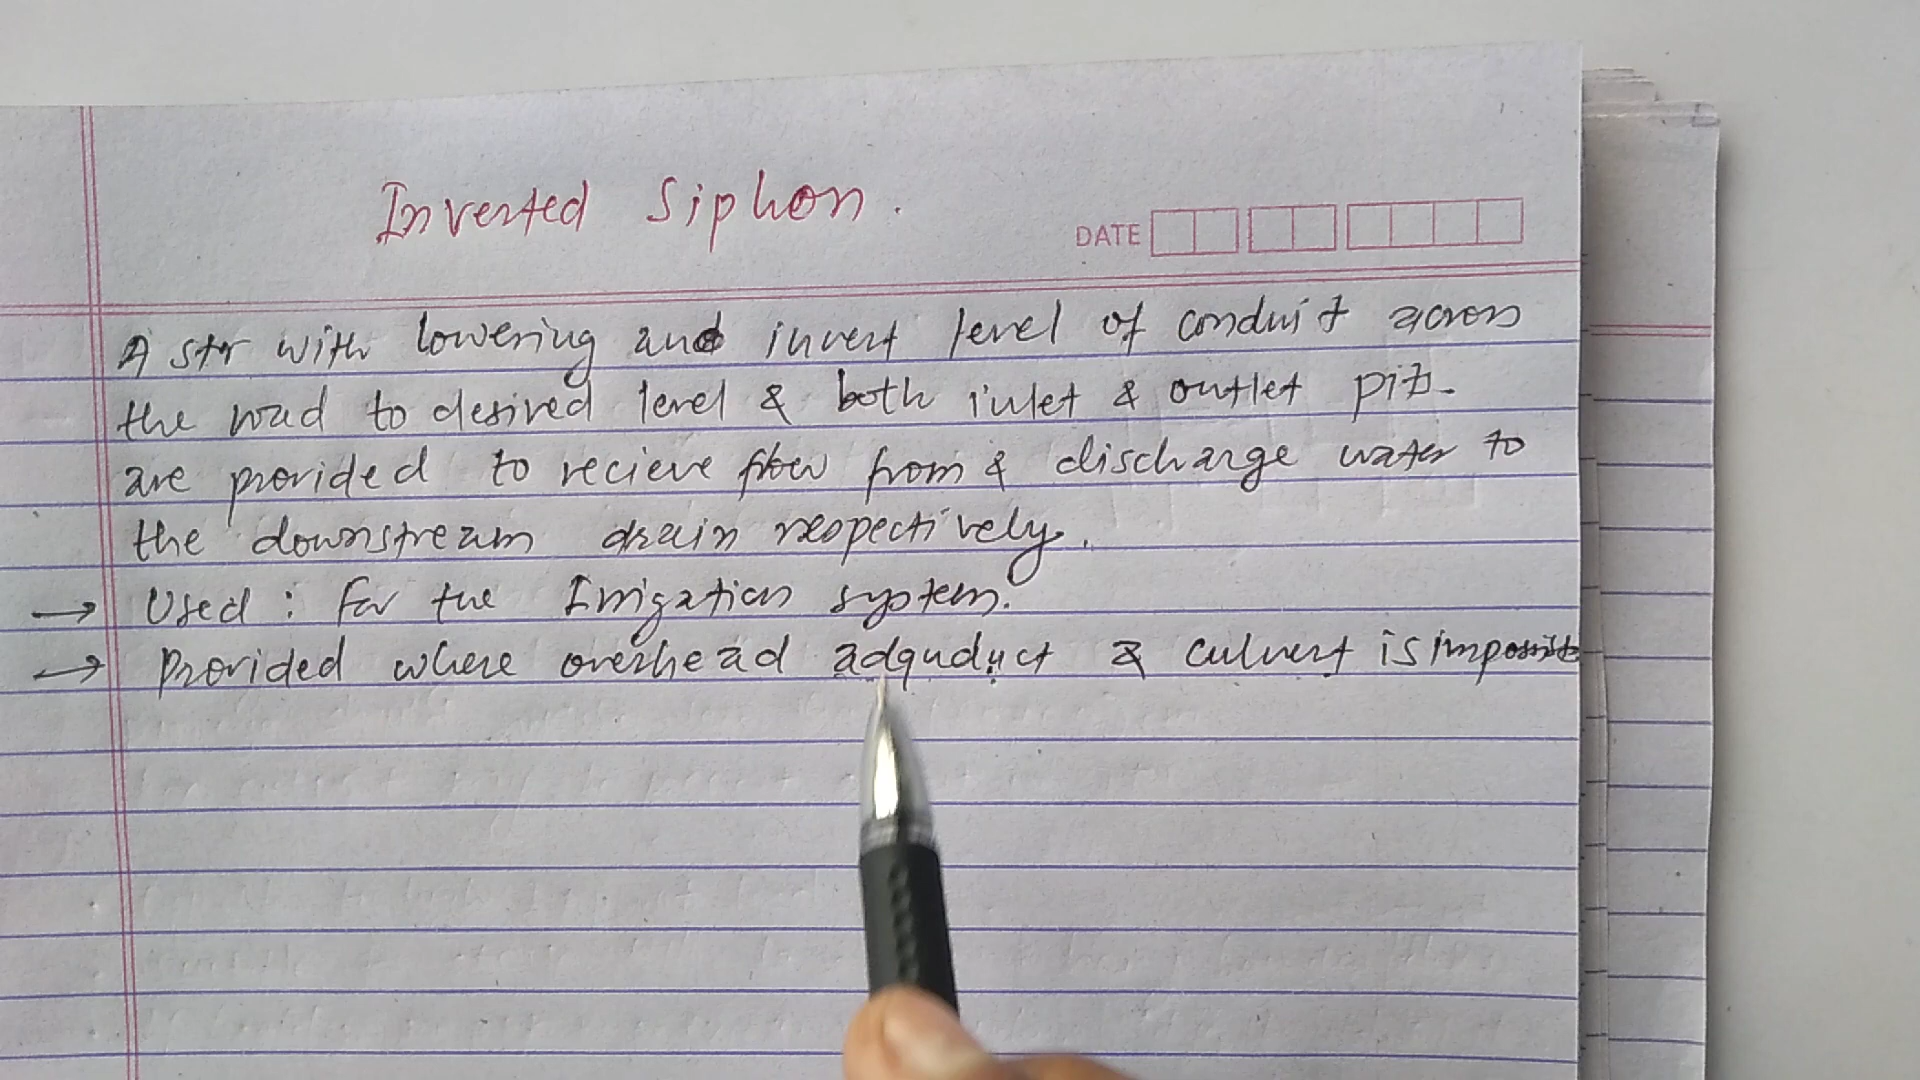 Inverted Siphon.
DATE
A str with lowering and invert level of conduit across
the road to desired level & both inlet & outlet pit
are provided to recieve flow from & discharge water to
the downstream drain respectively.
→ Used : For the Irrigation system.
→ Provided where overhead adquduct & culvert is impossible